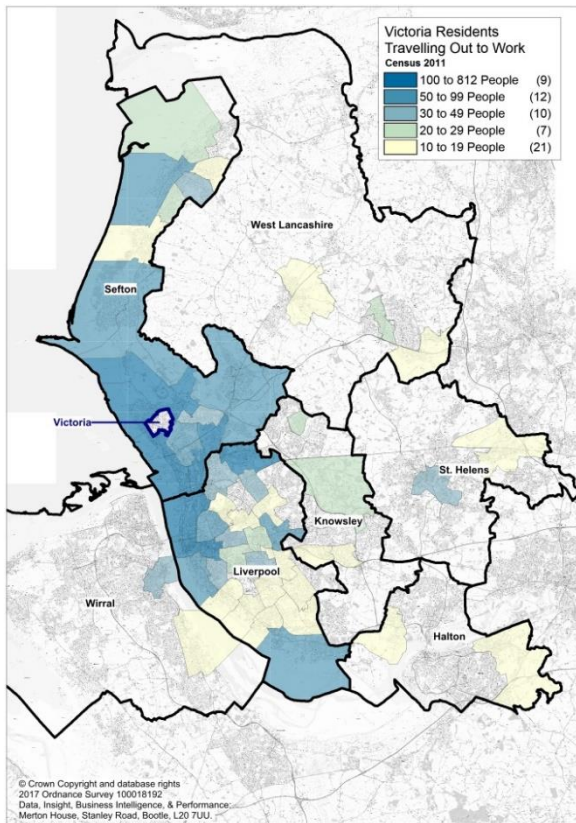 Victoria Residents
Travelling Out to Work
Census 2011
100 to 812 People (9)
50 to 99 People (12)
30 to 49 People (10)
20 to 29 People (7)
10 to 19 People (21)
West Lancashire
Sefton
Victoria
St. Helens
Knowsley
Liverpool
Wirral
Halton
© Crown Copyright and database rights
2017 Ordnance Survey 100018192
Data, Insight, Business Intelligence, & Performance:
Merton House, Stanley Road, Bootle, L20 7UU.